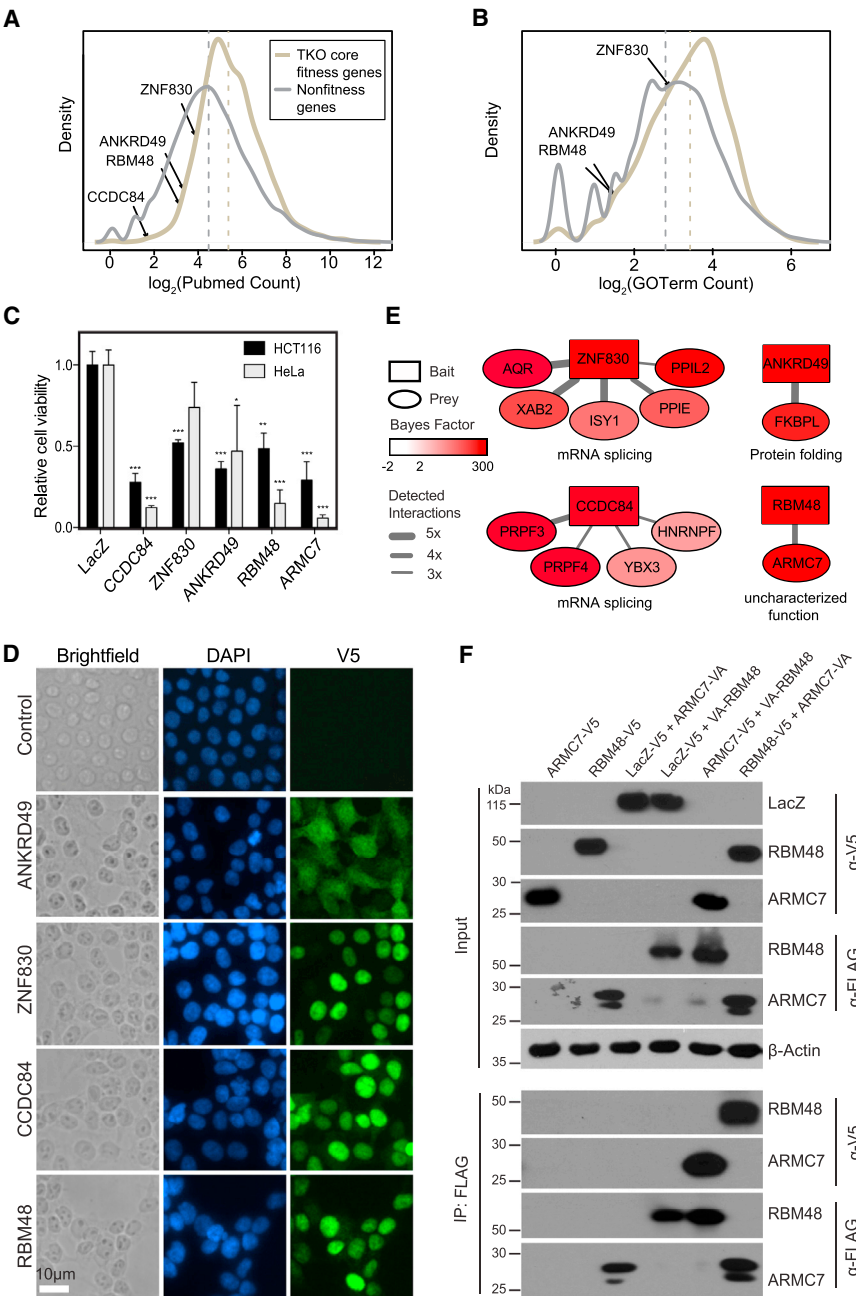 A
Density
ZNF830
ANKRD49
RBM48
CCDC84
TKO core
fitness genes
Nonfitness
genes
0 2 4 6 8 10 12
log2(Pubmed Count)
B
Density
ZNF830
ANKRD49
RBM48
0 2 4 6
log2(GOTerm Count)
C
Relative cell viability
1.0
0.5
0.0
HCT116
HeLa
***
***
***
***
*
**
***
***
***
LacZ
CCDC84
ZNF830
ANKRD49
RBM48
ARMC7
E
Bait
Prey
Bayes Factor
-2 2 300
Detected
Interactions
5x
4x
3x
ZNF830
AQR
PPIL2
XAB2
ISY1
PPIE
mRNA splicing
ANKRD49
FKBPL
Protein folding
CCDC84
PRPF3
HNRNPF
PRPF4
YBX3
mRNA splicing
RBM48
ARMC7
uncharacterized
function
D
Brightfield DAPI V5
Control
ANKRD49
ZNF830
CCDC84
RBM48
10µm
F
ARMC7-V5
RBM48-V5
LacZ-V5 + ARMC7-VA
LacZ-V5 + VA-RBM48
ARMC7-V5 + VA-RBM48
RBM48-V5 + ARMC7-VA
kDa
Input
115 LacZ
50 RBM48
30
25 ARMC7
α-V5
50 RBM48
30
25 ARMC7
α-FLAG
35 β-Actin
IP: FLAG
50 RBM48
30
25 ARMC7
α-V5
50 RBM48
30
25 ARMC7
α-FLAG